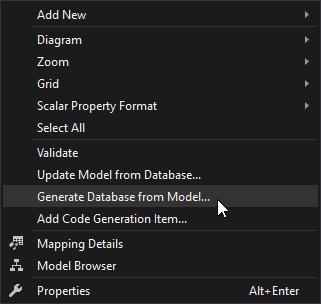 Add New
Diagram
Zoom
Grid
Scalar Property Format
Select All
Validate
Update Model from Database...
Generate Database from Model...
Add Code Generation Item...
Mapping Details
Model Browser
Properties Alt+Enter